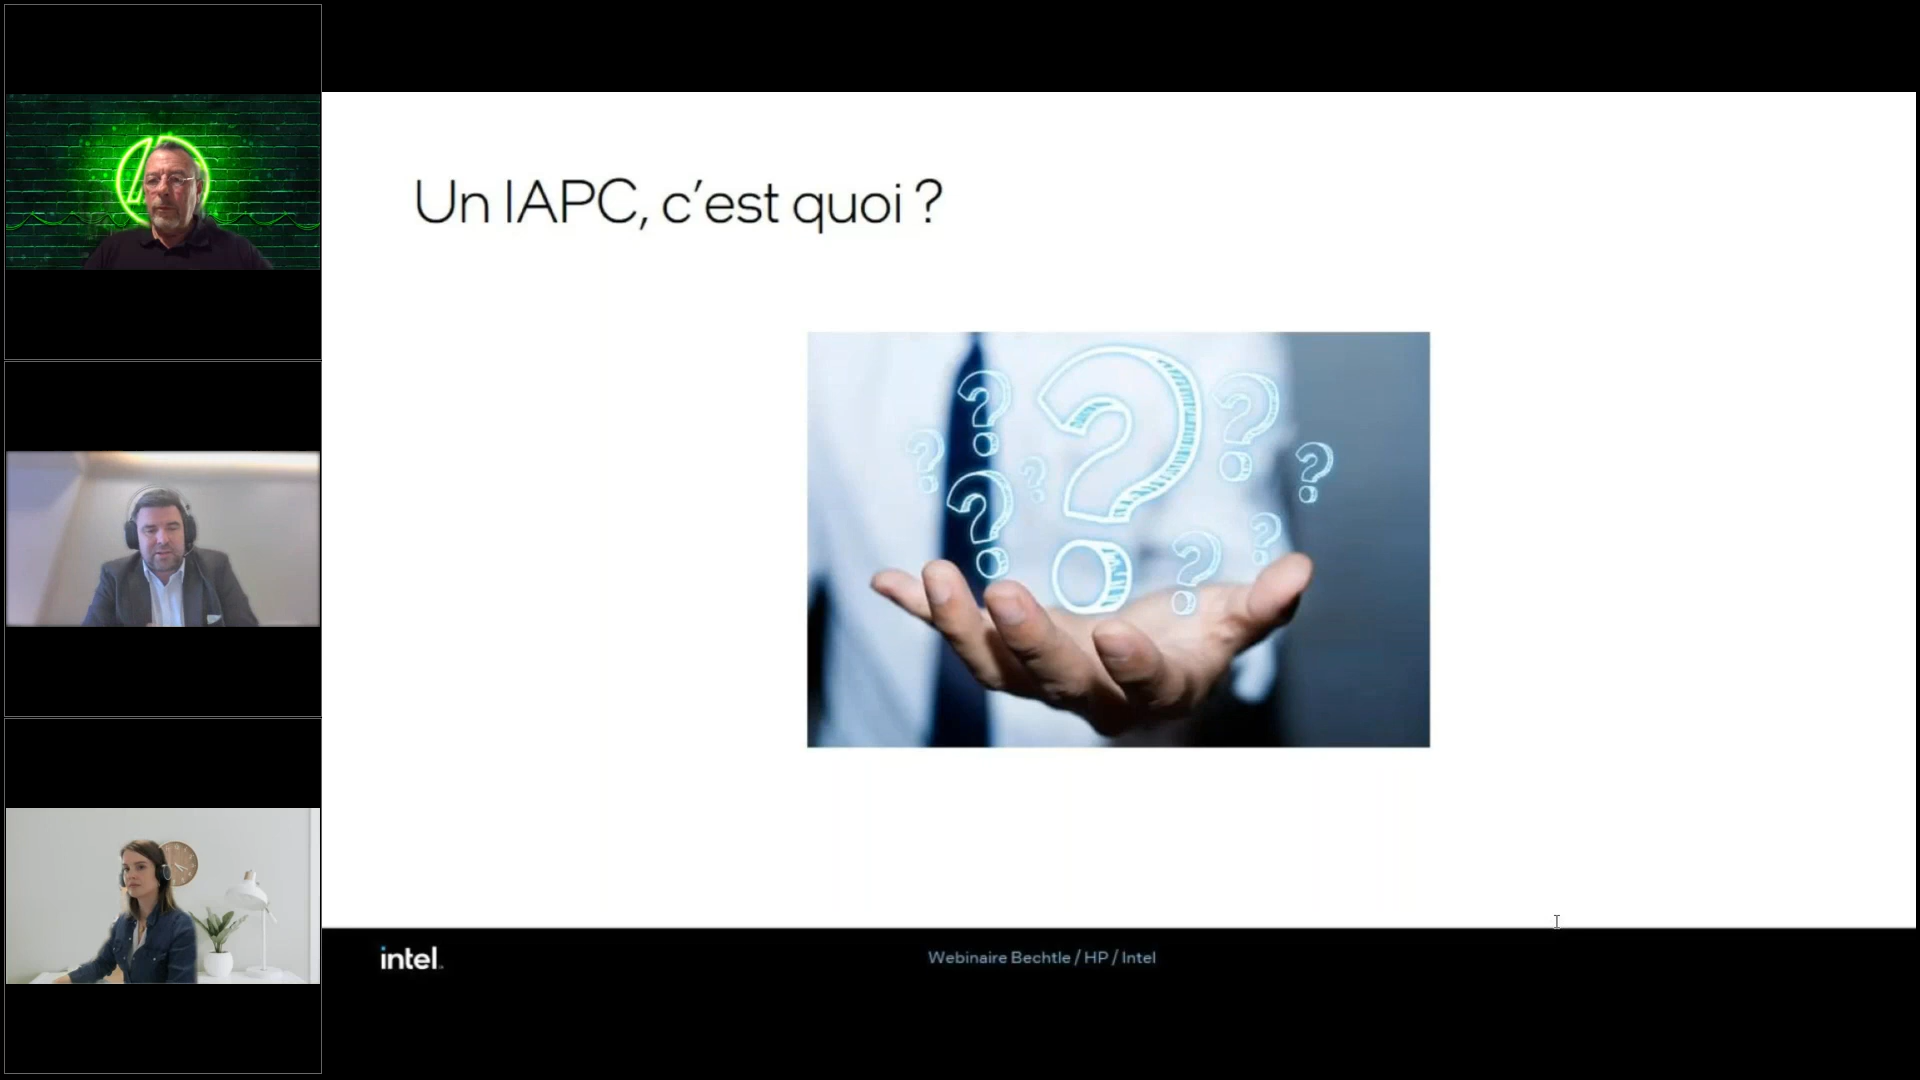 Un IAPC, c'est quoi ?
intel.
Webinaire Bechtle / HP / Intel